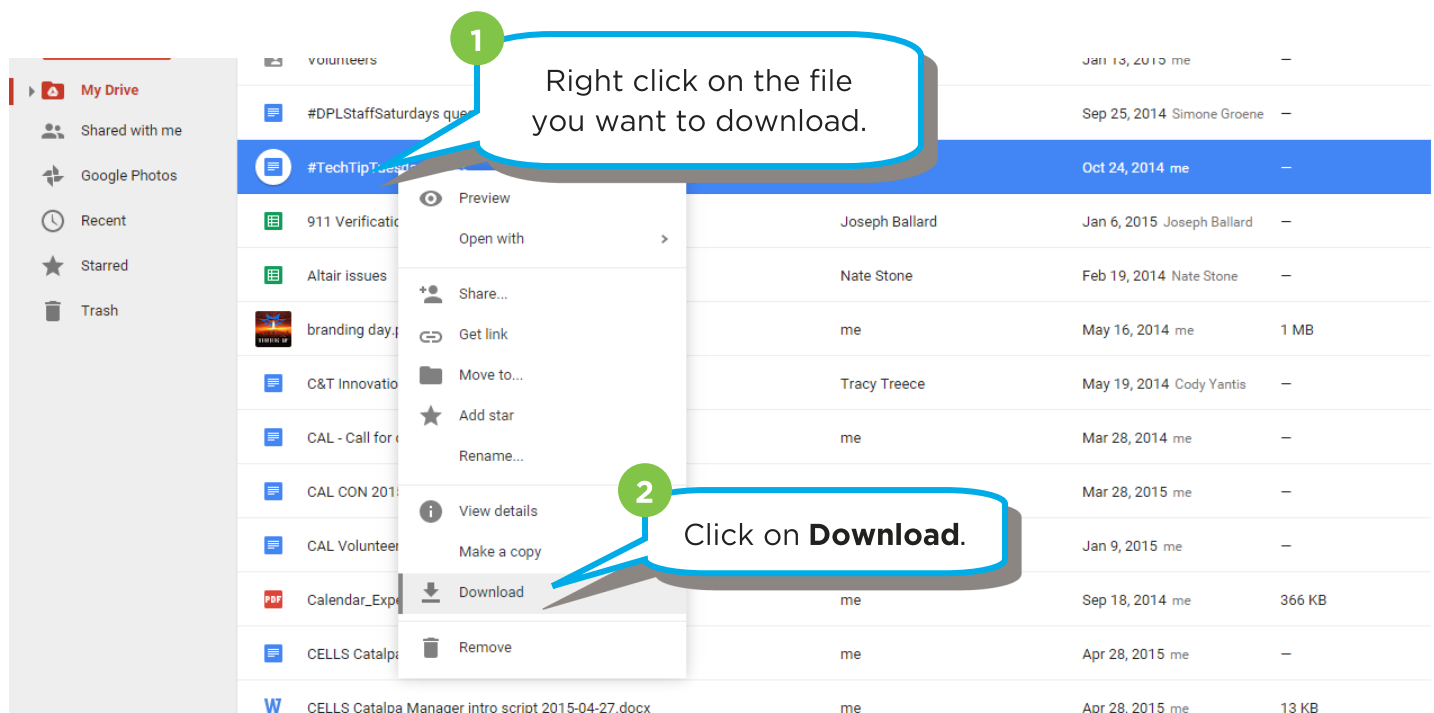 1
Right click on the file
you want to download.
My Drive
Shared with me
Google Photos
Recent
Starred
Trash
Volunteers Jan 13, 2015 me –
#DPLStaffSaturdays Sep 25, 2014 Simone Groene –
#TechTipTuesda Oct 24, 2014 me –
911 Verificatio Joseph Ballard Jan 6, 2015 Joseph Ballard –
Altair issues Nate Stone Feb 19, 2014 Nate Stone –
branding day.p me May 16, 2014 me 1 MB
C&T Innovatio Tracy Treece May 19, 2014 Cody Yantis –
CAL - Call for me Mar 28, 2014 me –
CAL CON 201 Mar 28, 2015 me –
CAL Volunteer Jan 9, 2015 me –
PDF Calendar_Expe me Sep 18, 2014 me 366 KB
CELLS Catalpa me Apr 28, 2015 me –
W CELLS Catalpa Manager intro script 2015-04-27.docx me Apr 28, 2015 me 13 KB
Preview
Open with
Share...
Get link
Move to...
Add star
Rename...
View details
Make a copy
Download
Remove
2
Click on Download.